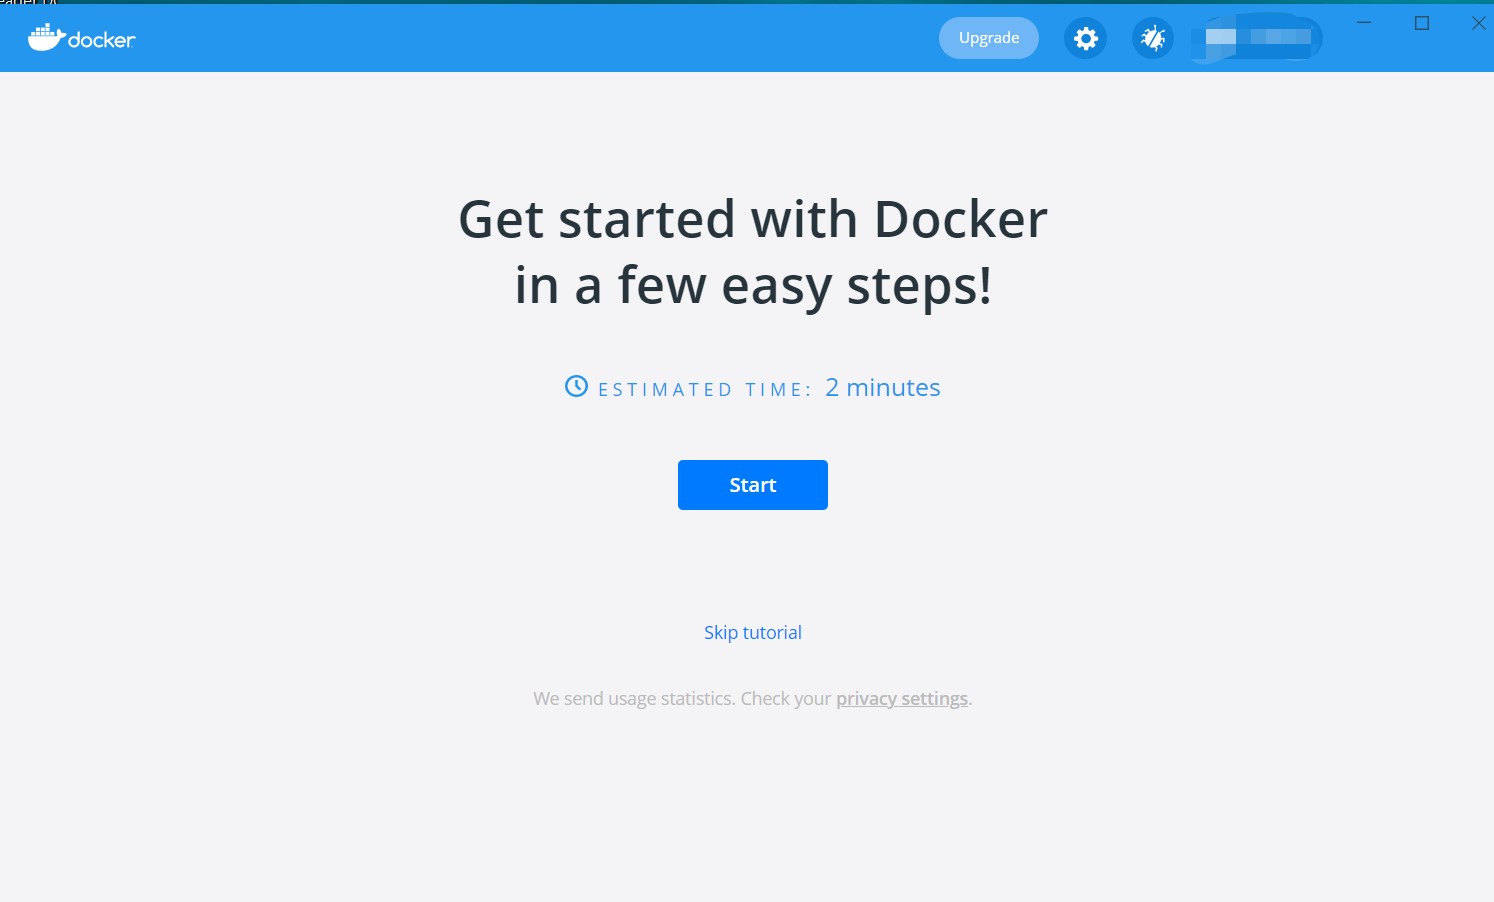 docker
Upgrade
Get started with Docker
in a few easy steps!
ESTIMATED TIME: 2 minutes
Start
Skip tutorial
We send usage statistics. Check your privacy settings.